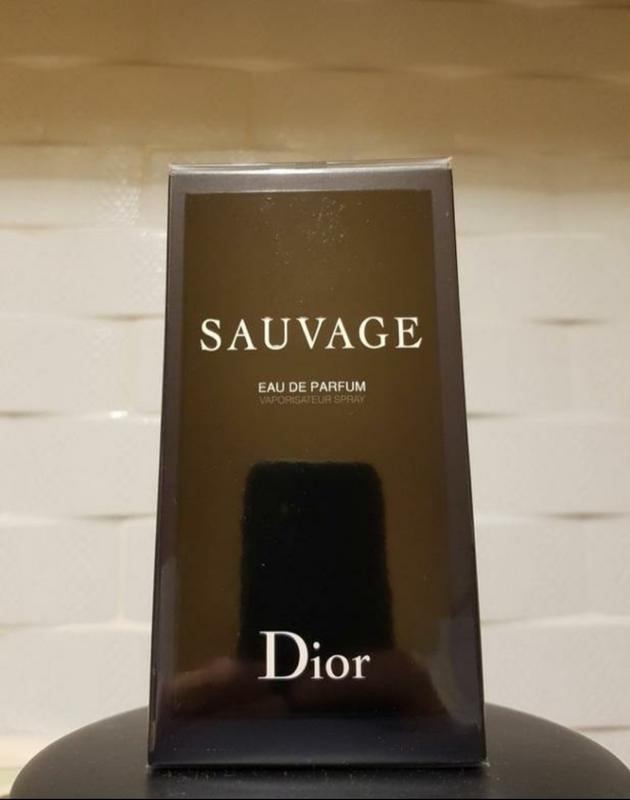 SAUVAGE
EAU DE PARFUM
VAPORISATEUR SPRAY
Dior